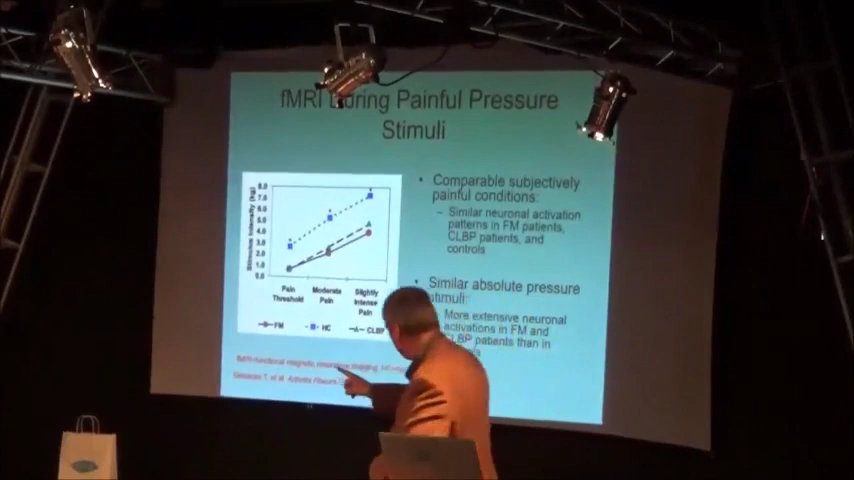 fMRI During Painful Pressure
Stimuli
Stimulus Intensity (kg)
8.0
7.0
6.0
5.0
4.0
3.0
2.0
1.0
0.0
Pain
Threshold
Moderate
Pain
Slightly
Intense
Pain
FM
HC
CLBP
• Comparable subjectively
painful conditions:
– Similar neuronal activation
patterns in FM patients,
CLBP patients, and
controls
• Similar absolute pressure
stimuli:
More extensive neuronal
activations in FM and
CLBP patients than in
fMRI=functional magnetic resonance imaging
T, et al. Arthritis Rheum.